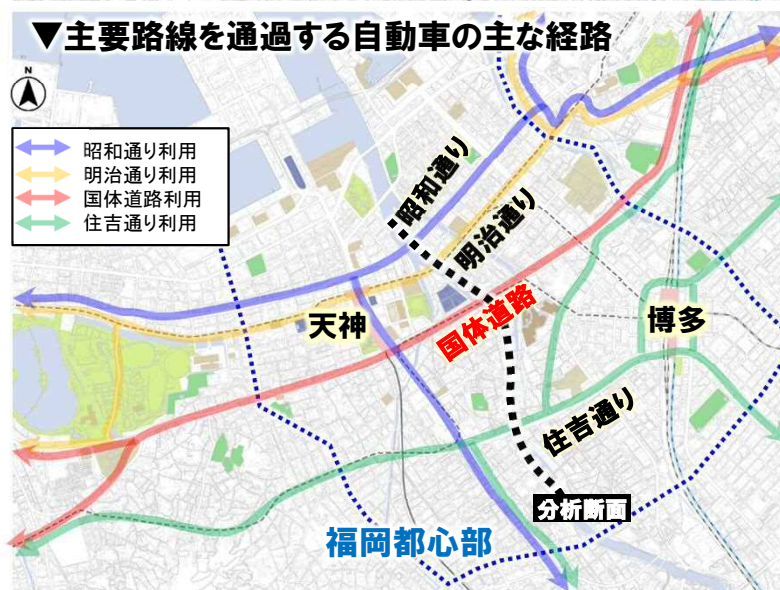 ▼主要路線を通過する自動車の主な経路
N
昭和通り利用
明治通り利用
国体道路利用
住吉通り利用
昭和通り
明治通り
天神
国体道路
博多
住吉通り
分析断面
福岡都心部